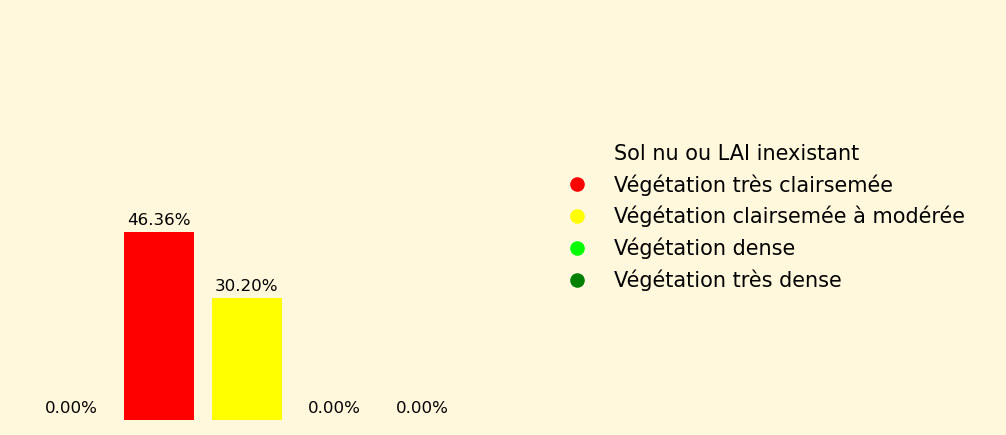 46.36%
30.20%
0.00%
0.00%
0.00%
Sol nu ou LAI inexistant
Végétation très clairsemée
Végétation clairsemée à modérée
Végétation dense
Végétation très dense